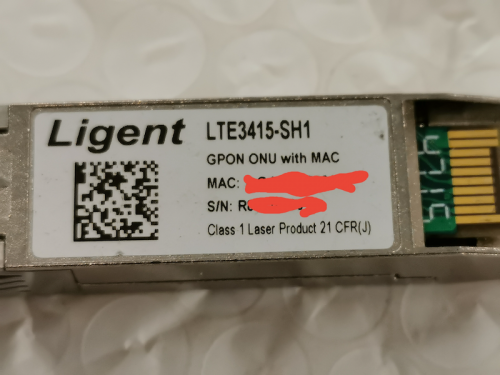 Ligent
LTE3415-SH1
GPON ONU with MAC
MAC:
S/N:
Class 1 Laser Product 21 CFR(J)